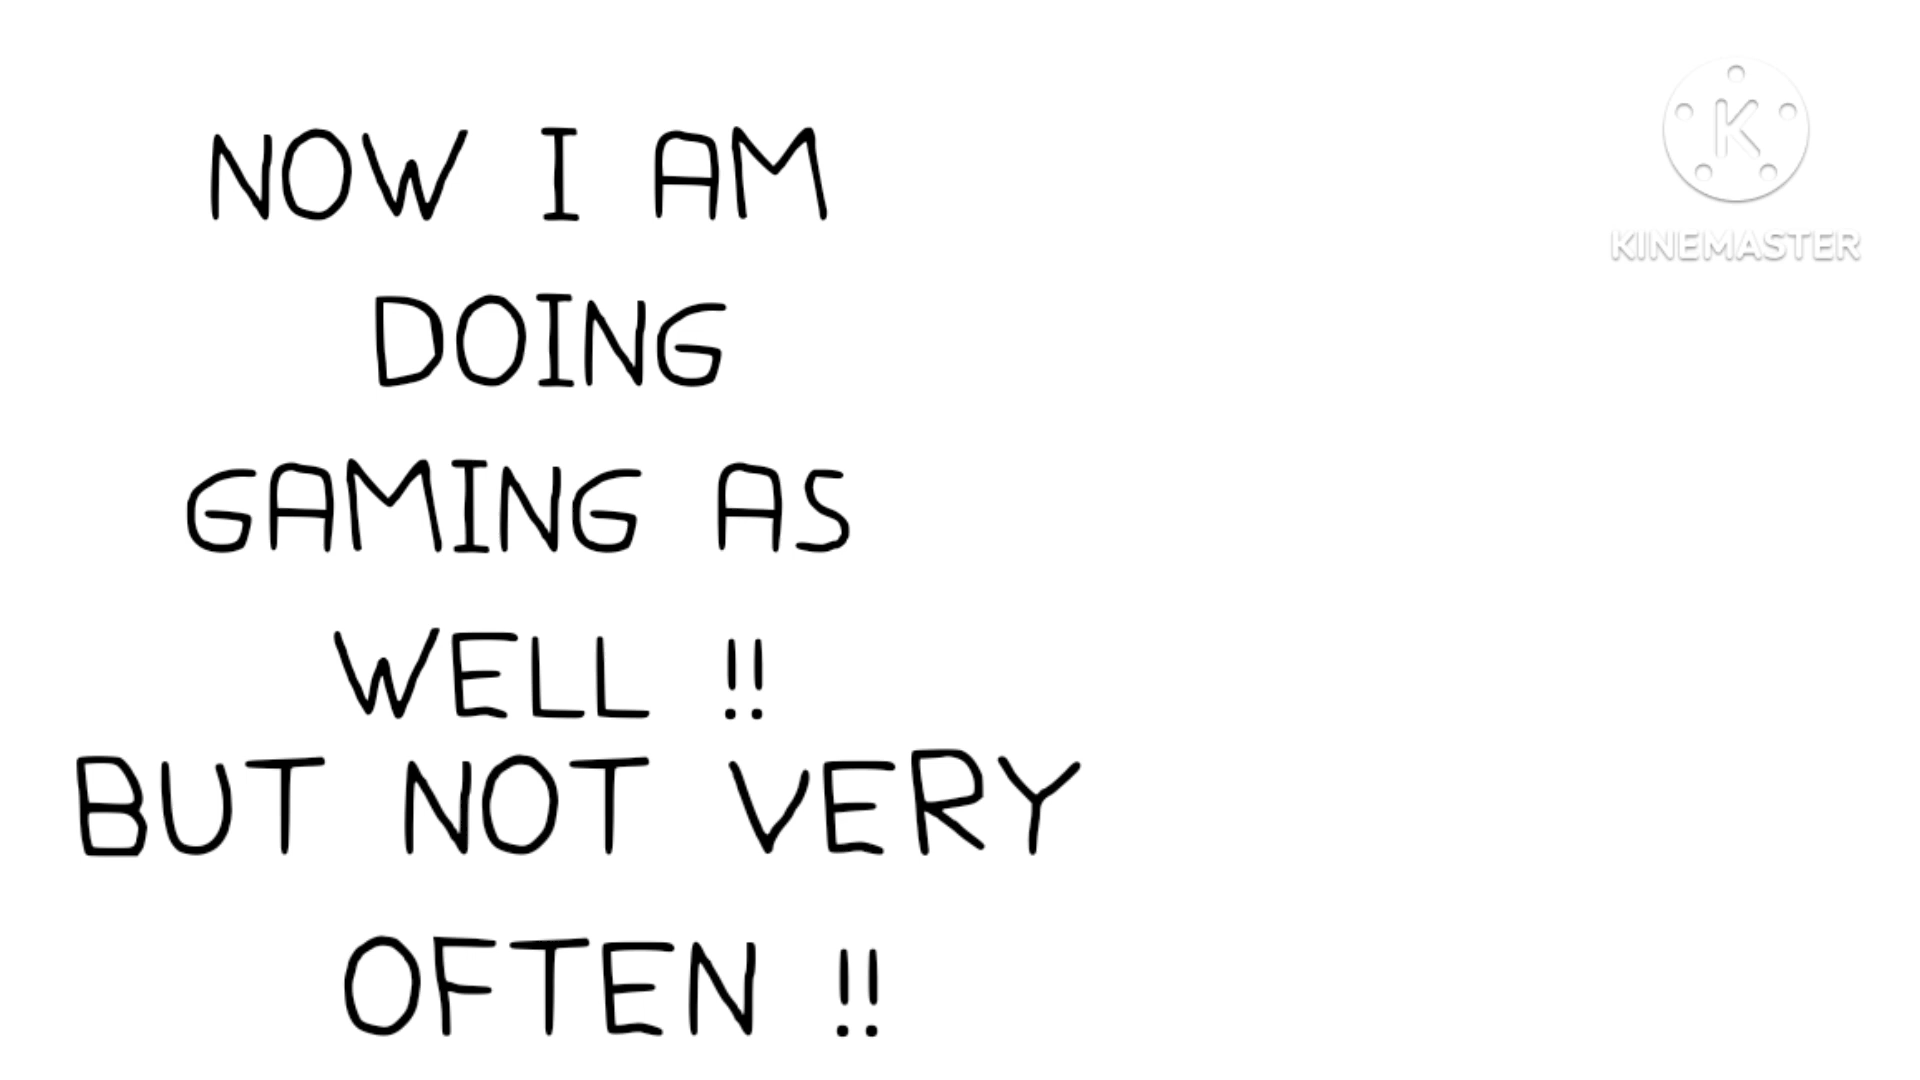 NOW I AM
DOING
GAMING AS
WELL !!
BUT NOT VERY
OFTEN !!
K
KINEMASTER